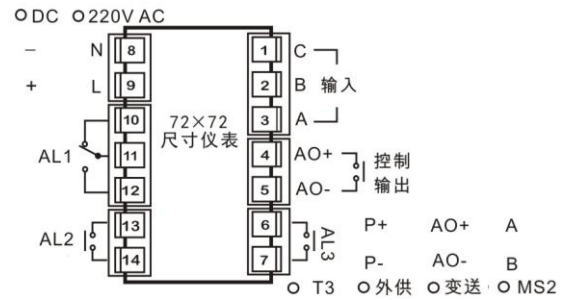 ○DC ○220V AC
− N 8
+ L 9
10
AL1 11
12
AL2 13
14
72×72
尺寸仪表
1 C
2 B 输入
3 A
4 AO+ 控制
5 AO- 输出
6 AL3
7
P+ AO+ A
P- AO- B
○ T3 ○外供 ○变送 ○ MS2